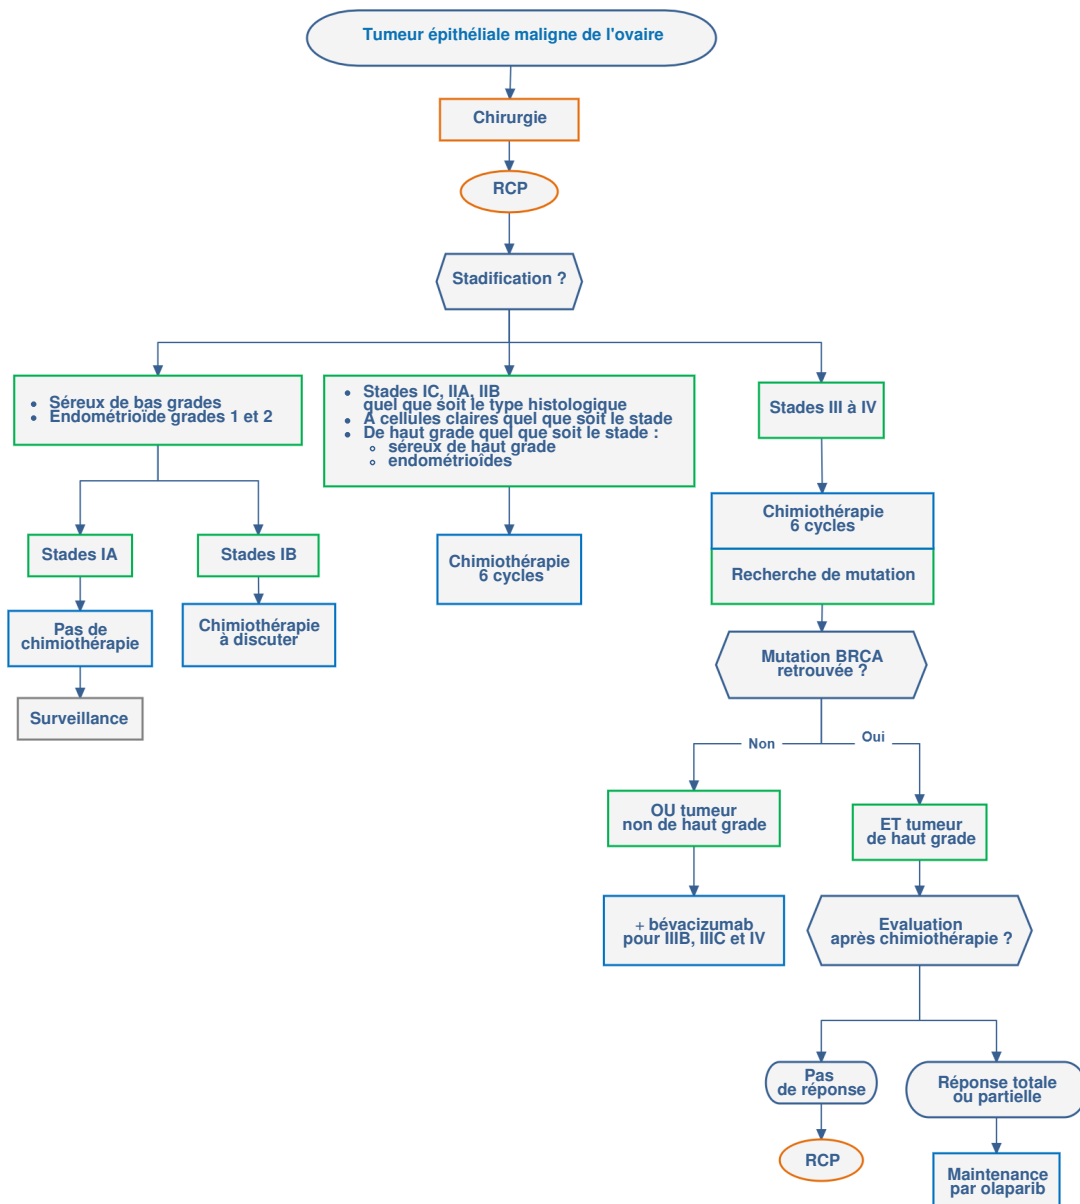 Tumeur épithéliale maligne de l'ovaire
Chirurgie
RCP
Stadification ?
• Séreux de bas grades
• Endométrioïde grades 1 et 2
• Stades IC, IIA, IIB
quel que soit le type histologique
• A cellules claires quel que soit le stade
• De haut grade quel que soit le stade :
◦ séreux de haut grade
◦ endométrioïdes
Stades III à IV
Stades IA
Stades IB
Chimiothérapie
6 cycles
Chimiothérapie
6 cycles
Recherche de mutation
Pas de
chimiothérapie
Chimiothérapie
à discuter
Surveillance
Mutation BRCA
retrouvée ?
Non
Oui
OU tumeur
non de haut grade
ET tumeur
de haut grade
+ bévacizumab
pour IIIB, IIIC et IV
Evaluation
après chimiothérapie ?
Pas
de réponse
Réponse totale
ou partielle
RCP
Maintenance
par olaparib